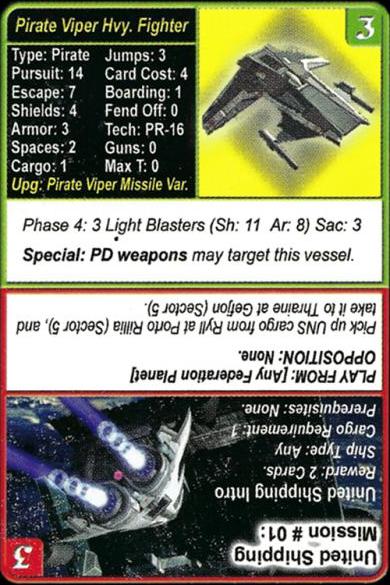 Pirate Viper Hvy. Fighter
3
Type: Pirate Jumps: 3
Pursuit: 14 Card Cost: 4
Escape: 7 Boarding: 1
Shields: 4 Fend Off: 0
Armor: 3 Tech: PR-16
Spaces: 2 Guns: 0
Cargo: 1 Max T: 0
Upg: Pirate Viper Missile Var.
Phase 4: 3 Light Blasters (Sh: 11 Ar: 8) Sac: 3
Special: PD weapons may target this vessel.
3
United Shipping
Mission # 01:
United Shipping Intro
Reward: 2 Cards.
Ship Type: Any
Cargo Requirement: 1
Prerequisites: None.
PLAY FROM: [Any Federation Planet]
OPPOSITION: None.
Pick up UNS cargo from Ryll at Porto Rillia (Sector 5), and
take it to Thraine at Gefjon (Sector 5).